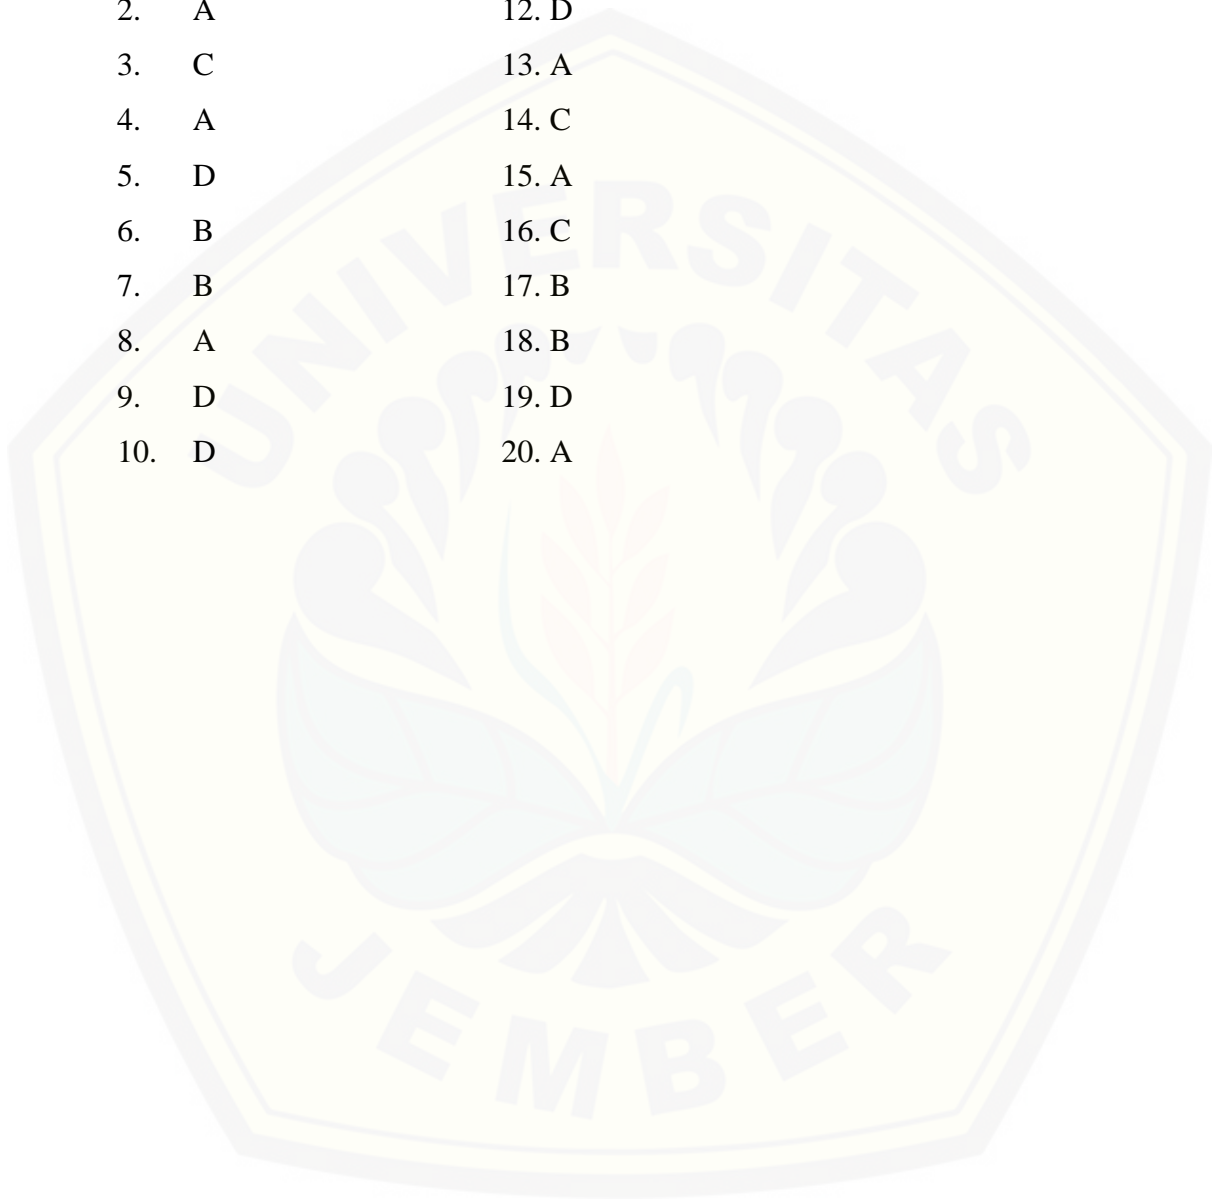 2. A 12. D
3. C 13. A
4. A 14. C
5. D 15. A
6. B 16. C
7. B 17. B
8. A 18. B
9. D 19. D
10. D 20. A
UNIVERSITAS
JEMBER